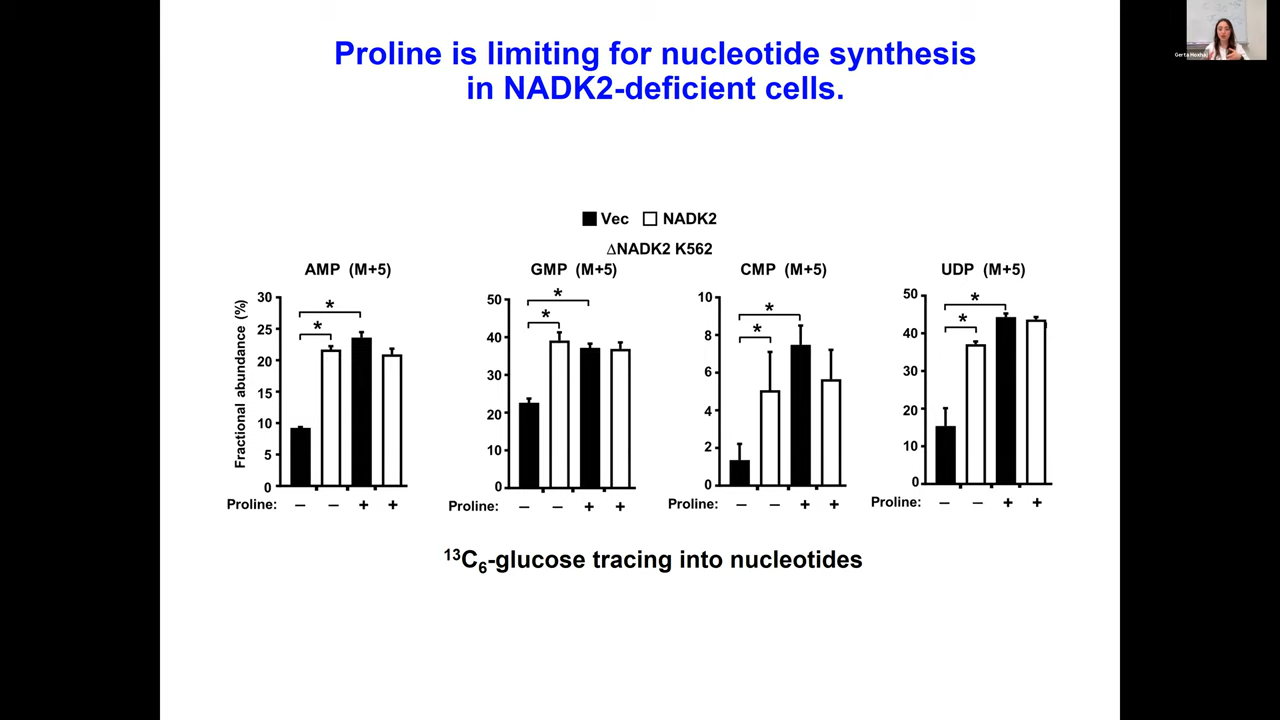 Proline is limiting for nucleotide synthesis
in NADK2-deficient cells.
Vec NADK2
ΔNADK2 K562
AMP (M+5)
GMP (M+5)
CMP (M+5)
UDP (M+5)
Fractional abundance (%)
30
25
20
15
10
5
0
*
*
Proline: – – + +
50
40
30
20
10
0
*
*
Proline: – – + +
10
8
6
4
2
0
*
*
Proline: – – + +
50
40
30
20
10
0
*
*
Proline: – – + +
¹³C₆-glucose tracing into nucleotides